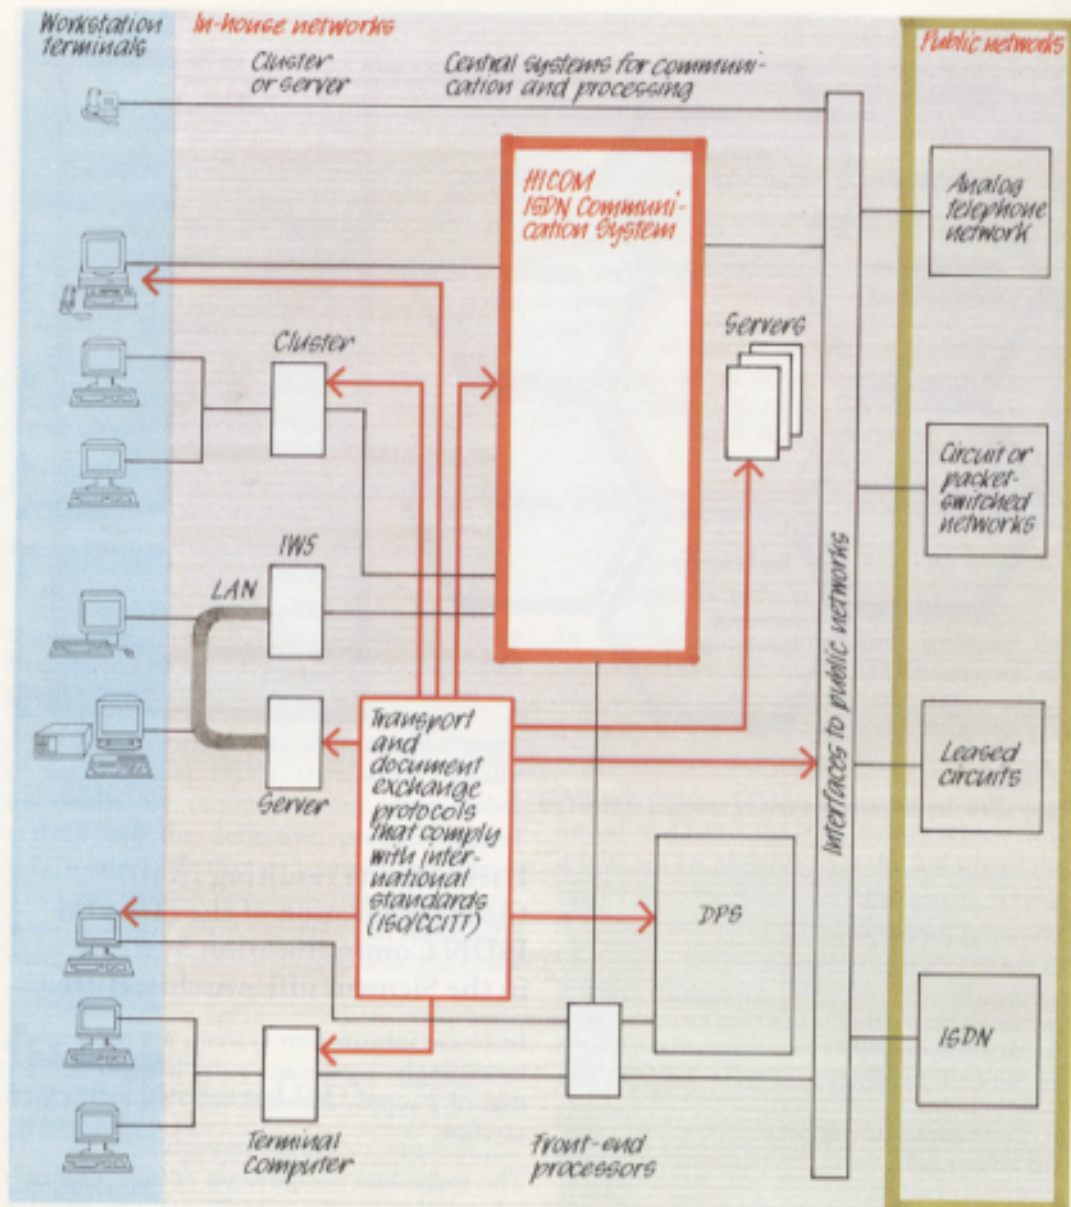 Workstation
terminals
In-house networks
Cluster
or server
Central systems for communi-
cation and processing
Public networks
HICOM
ISDN Communi-
cation System
Analog
telephone
network
Servers
Cluster
Circuit or
packet-
switched
networks
IWS
LAN
Interfaces to public networks
Transport
and
document
exchange
protocols
that comply
with inter-
national
standards
(ISO/CCITT)
Server
Leased
circuits
DPS
ISDN
Terminal
computer
Front-end
processors